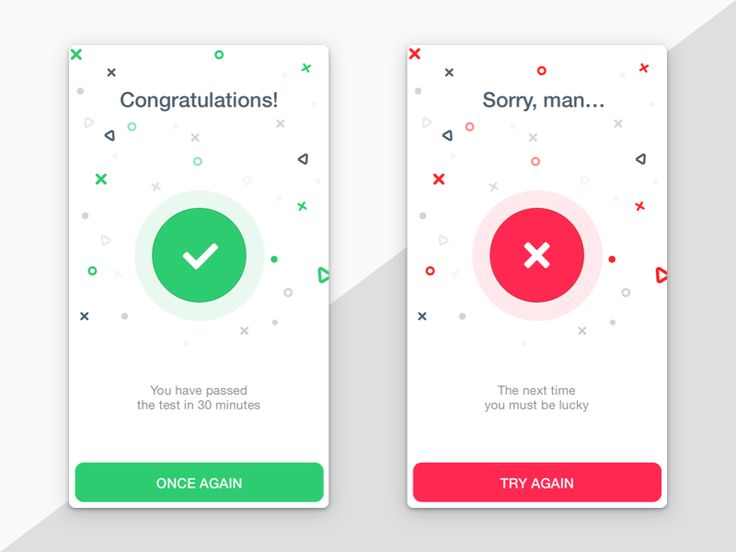 Congratulations!
You have passed
the test in 30 minutes
ONCE AGAIN
Sorry, man...
The next time
you must be lucky
TRY AGAIN